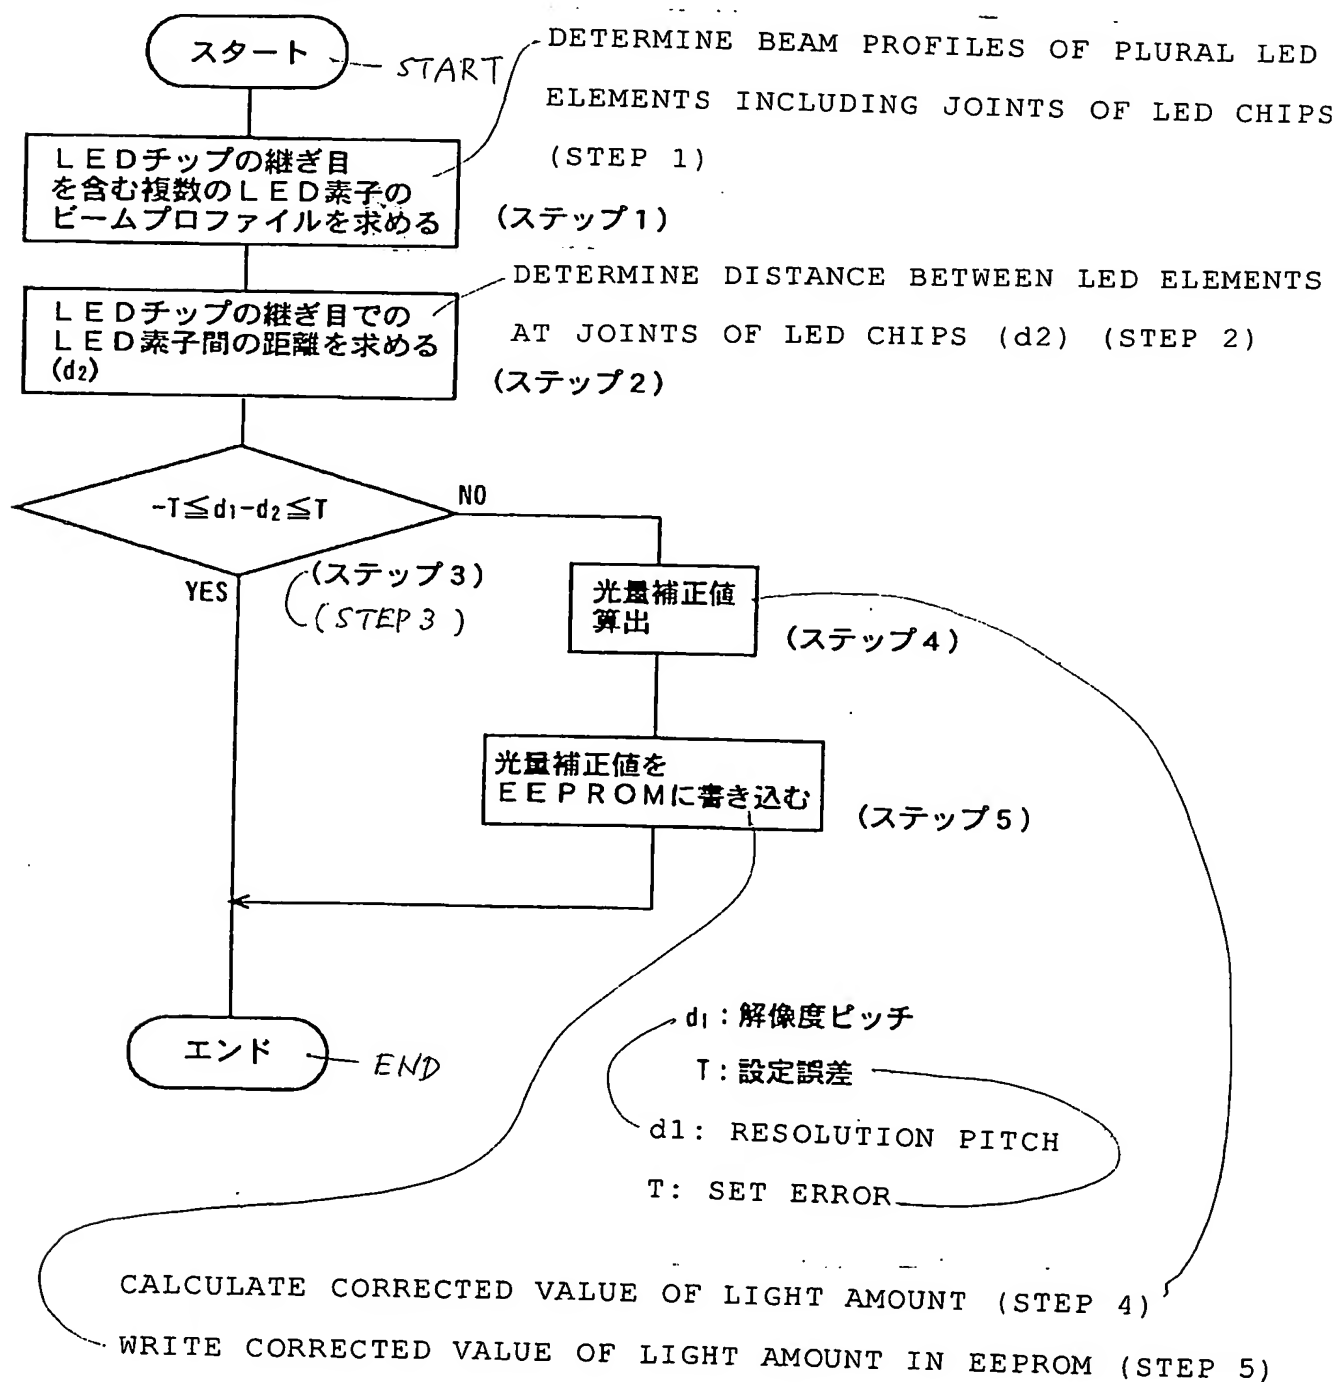 スタート
START
DETERMINE BEAM PROFILES OF PLURAL LED
ELEMENTS INCLUDING JOINTS OF LED CHIPS
(STEP 1)
LEDチップの継ぎ目
を含む複数のLED素子の
ビームプロファイルを求める
(ステップ1)
DETERMINE DISTANCE BETWEEN LED ELEMENTS
AT JOINTS OF LED CHIPS (d2) (STEP 2)
LEDチップの継ぎ目での
LED素子間の距離を求める
(d2)
(ステップ2)
-T≦d1-d2≦T
NO
YES
(ステップ3)
(STEP 3)
光量補正値
算出
(ステップ4)
光量補正値を
EEPROMに書き込む
(ステップ5)
エンド
END
d1:解像度ピッチ
T:設定誤差
d1: RESOLUTION PITCH
T: SET ERROR
CALCULATE CORRECTED VALUE OF LIGHT AMOUNT (STEP 4)
WRITE CORRECTED VALUE OF LIGHT AMOUNT IN EEPROM (STEP 5)